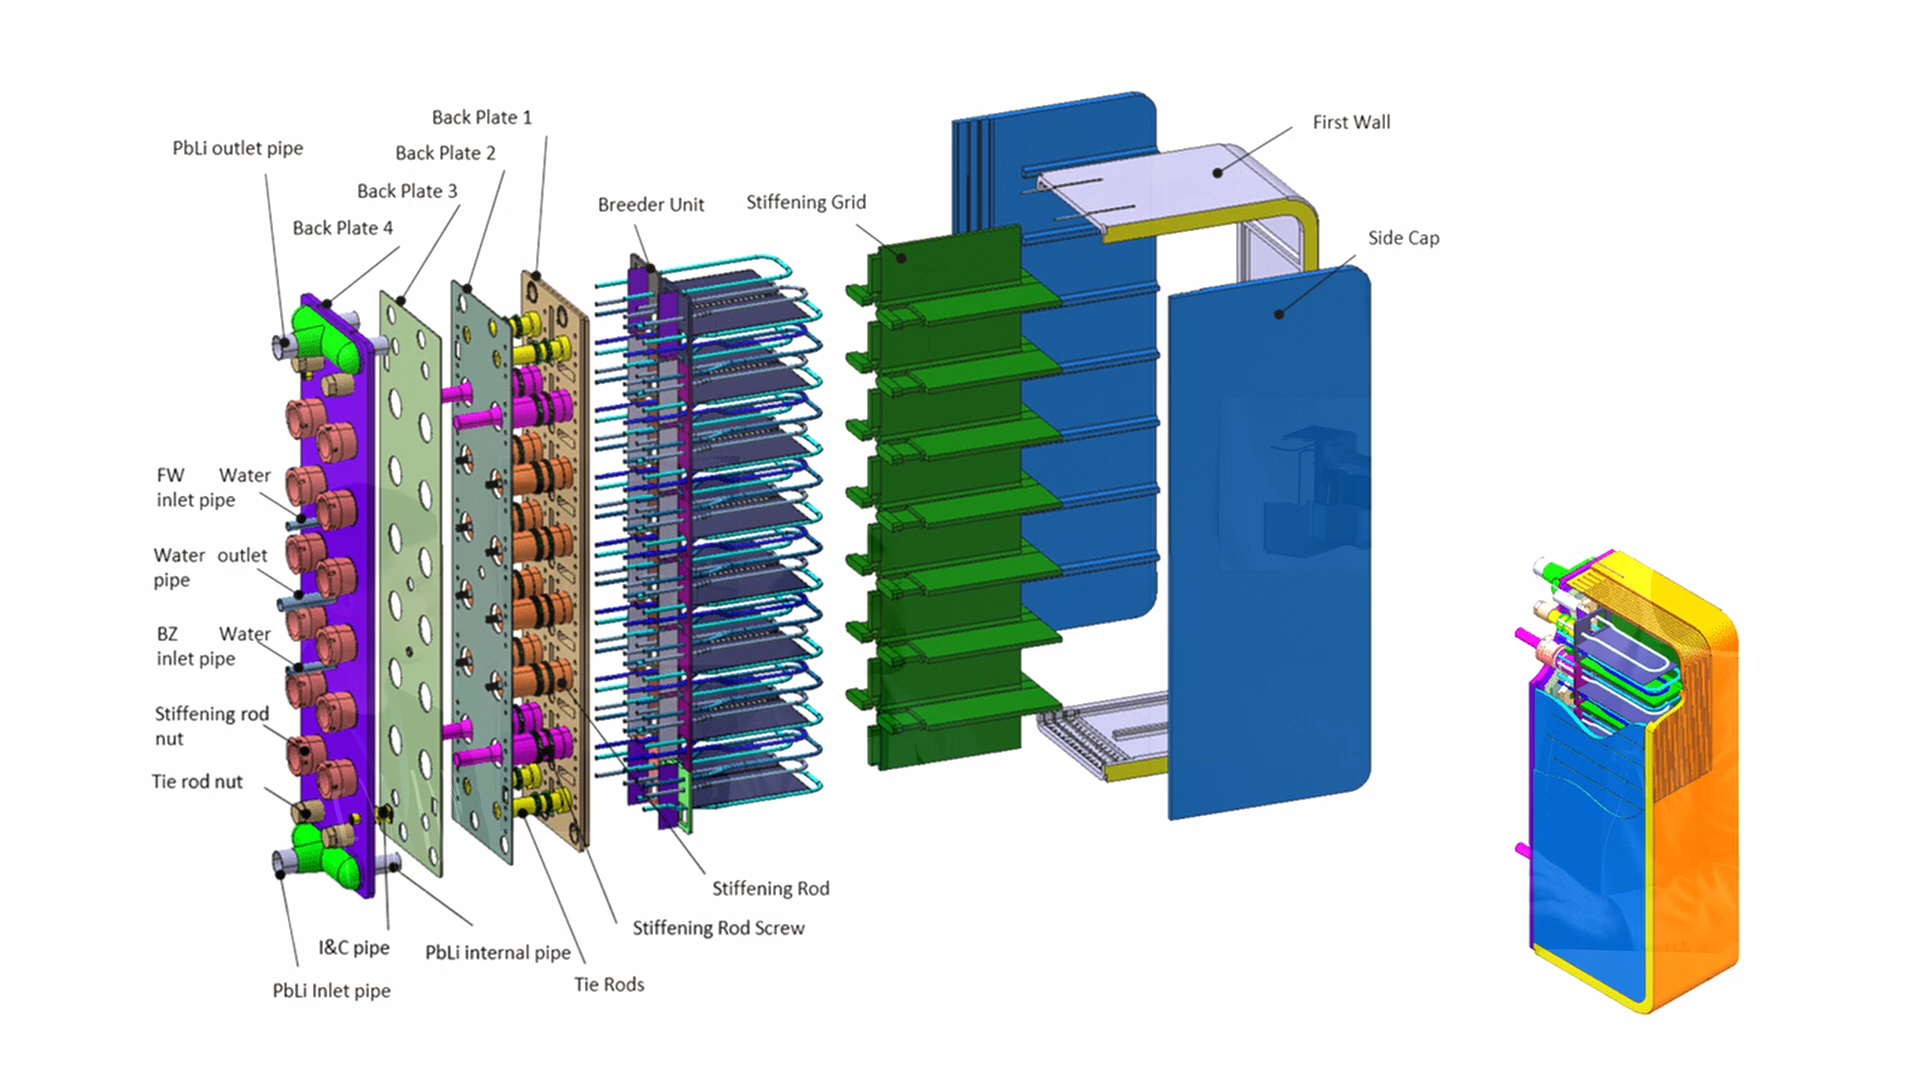 Back Plate 1
First Wall
PbLi outlet pipe
Back Plate 2
Back Plate 3
Breeder Unit
Stiffening Grid
Back Plate 4
Side Cap
FW Water
inlet pipe
Water outlet
pipe
BZ Water
inlet pipe
Stiffening rod
nut
Tie rod nut
Stiffening Rod
Stiffening Rod Screw
I&C pipe
PbLi internal pipe
Tie Rods
PbLi Inlet pipe